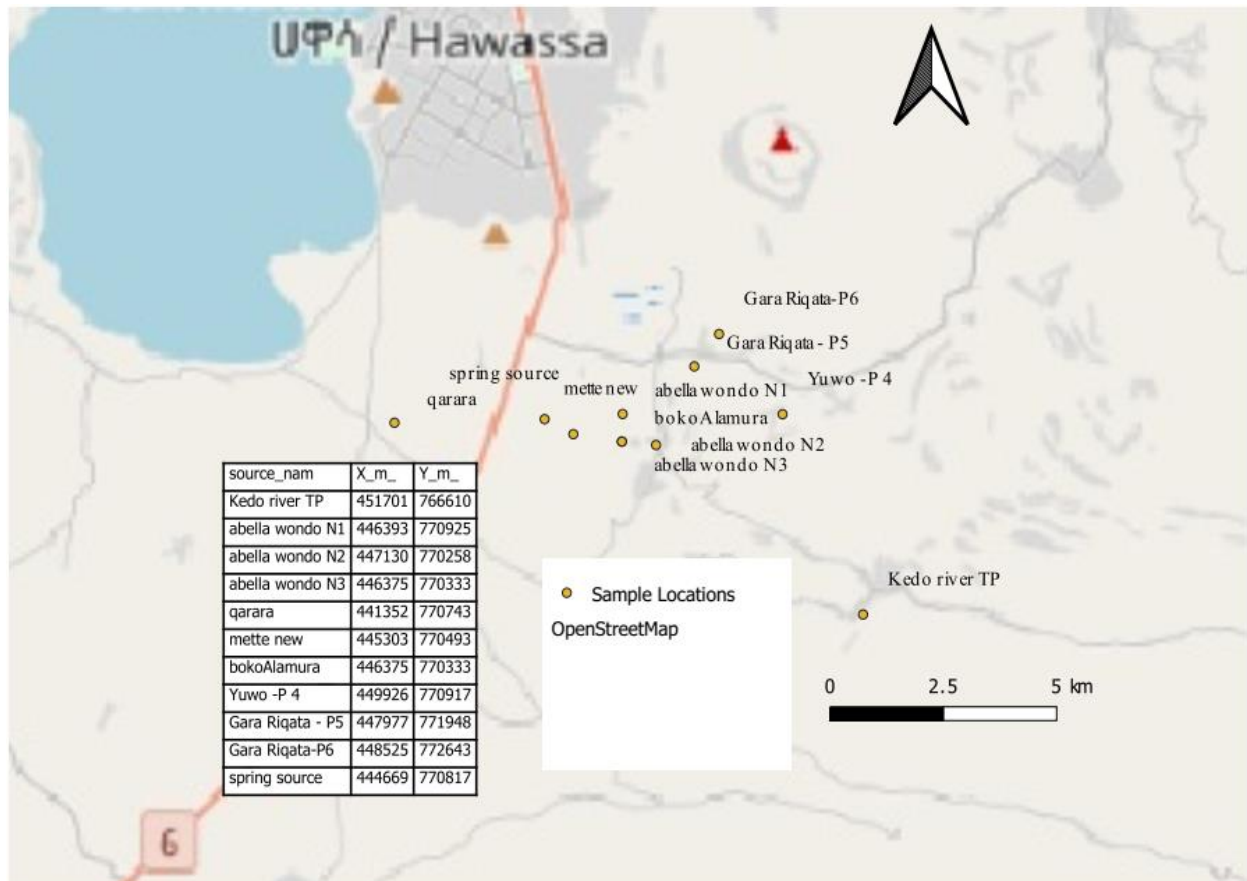 ሀዋሳ / Hawassa
Gara Riqata-P6
Gara Riqata - P5
Yuwo -P 4
spring source
mette new
abella wondo N1
qarara
bokoAlamura
abella wondo N2
abella wondo N3
source_nam X_m_ Y_m_
Kedo river TP 451701 766610
abella wondo N1 446393 770925
abella wondo N2 447130 770258
abella wondo N3 446375 770333
qarara 441352 770743
mette new 445303 770493
bokoAlamura 446375 770333
Yuwo -P 4 449926 770917
Gara Riqata - P5 447977 771948
Gara Riqata-P6 448525 772643
spring source 444669 770817
Kedo river TP
Sample Locations
OpenStreetMap
0 2.5 5 km